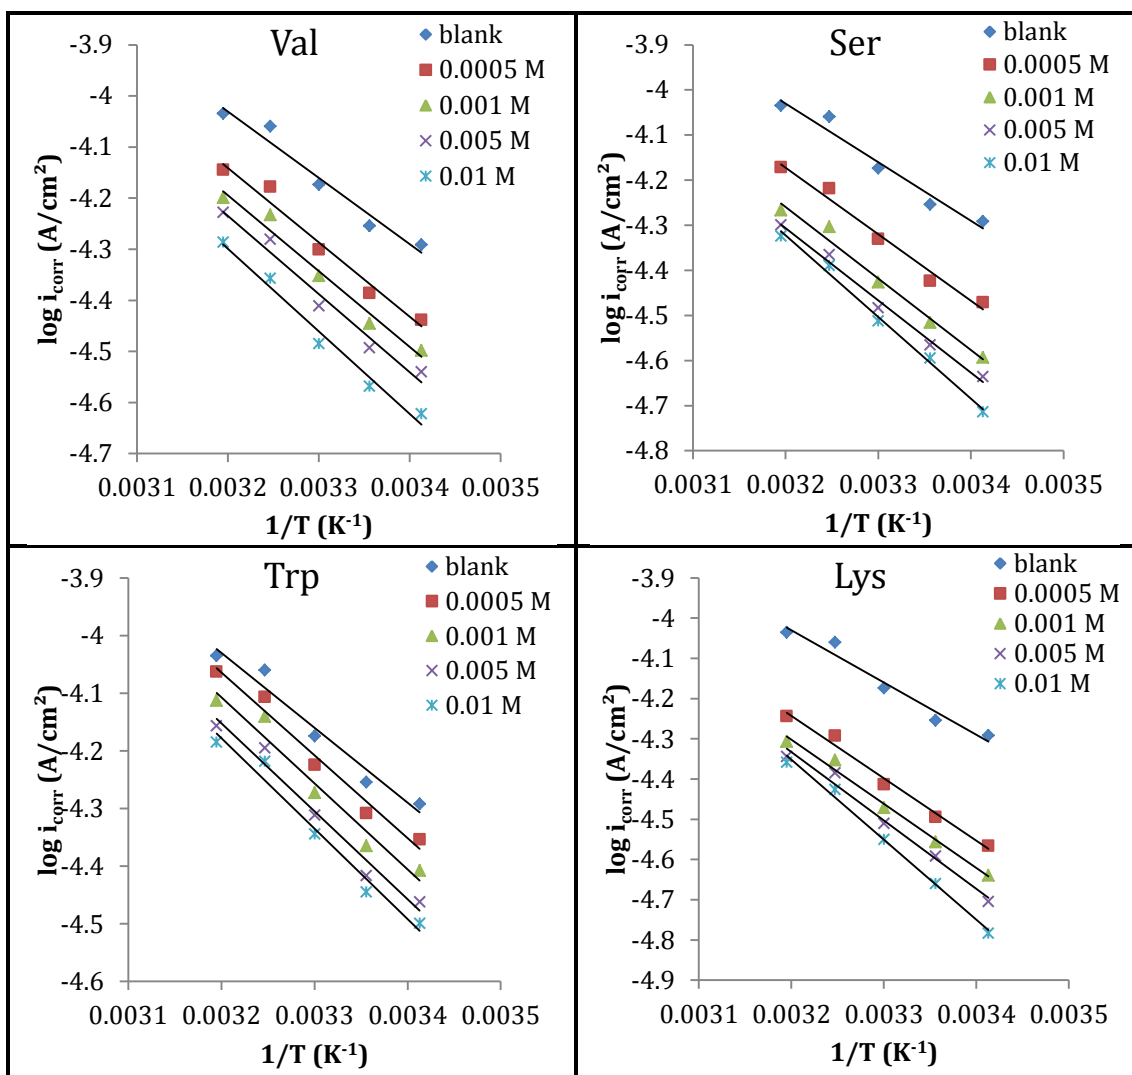 Val
blank
0.0005 M
0.001 M
0.005 M
0.01 M
-3.9
-4
-4.1
-4.2
-4.3
-4.4
-4.5
-4.6
-4.7
log i_corr (A/cm²)
0.0031 0.0032 0.0033 0.0034 0.0035
1/T (K⁻¹)
Ser
blank
0.0005 M
0.001 M
0.005 M
0.01 M
-3.9
-4
-4.1
-4.2
-4.3
-4.4
-4.5
-4.6
-4.7
-4.8
log i_corr (A/cm²)
0.0031 0.0032 0.0033 0.0034 0.0035
1/T (K⁻¹)
Trp
blank
0.0005 M
0.001 M
0.005 M
0.01 M
-3.9
-4
-4.1
-4.2
-4.3
-4.4
-4.5
-4.6
log i_corr (A/cm²)
0.0031 0.0032 0.0033 0.0034 0.0035
1/T (K⁻¹)
Lys
blank
0.0005 M
0.001 M
0.005 M
0.01 M
-3.9
-4
-4.1
-4.2
-4.3
-4.4
-4.5
-4.6
-4.7
-4.8
-4.9
log i_corr (A/cm²)
0.0031 0.0032 0.0033 0.0034 0.0035
1/T (K⁻¹)